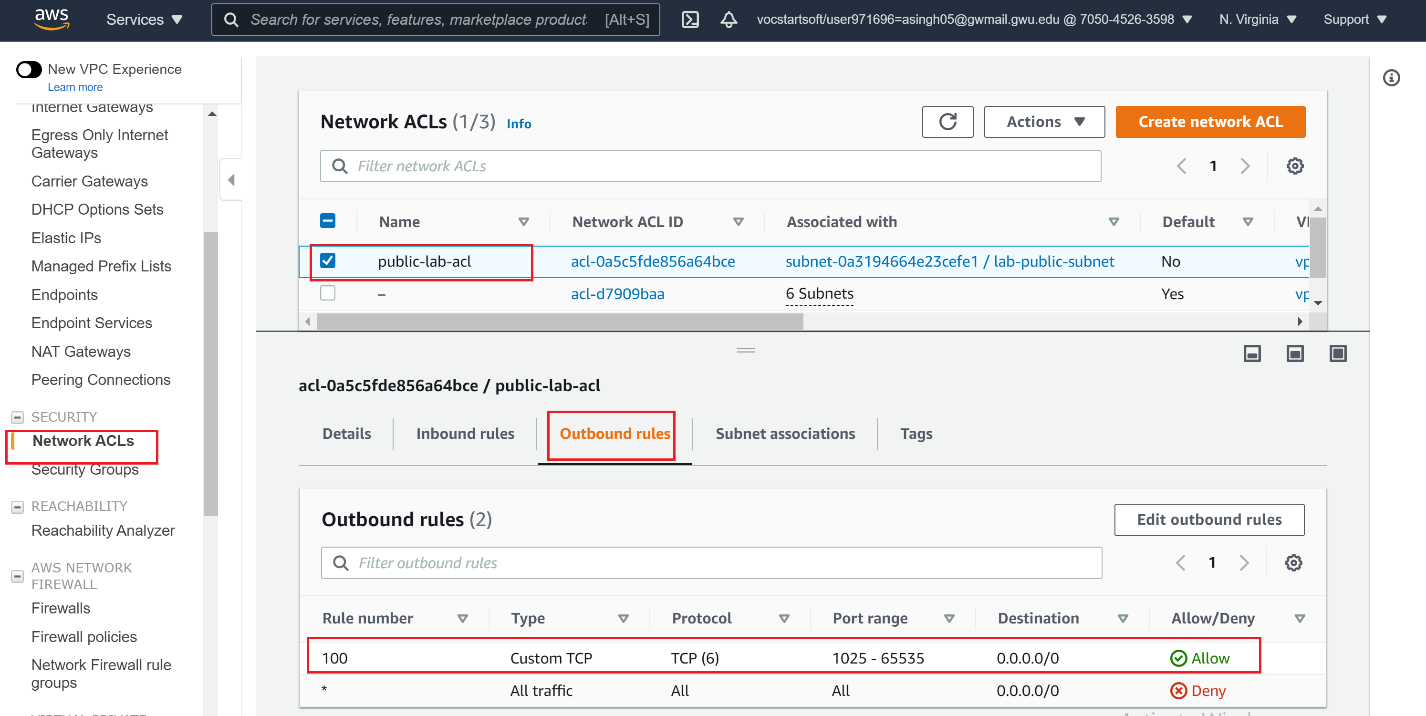 aws
Services ▼
Search for services, features, marketplace product [Alt+S]
vocstartsoft/user971696=asingh05@gwmail.gwu.edu @ 7050-4526-3598 ▼
N. Virginia ▼
Support ▼
New VPC Experience
Learn more
Internet Gateways
Egress Only Internet
Gateways
Carrier Gateways
DHCP Options Sets
Elastic IPs
Managed Prefix Lists
Endpoints
Endpoint Services
NAT Gateways
Peering Connections
SECURITY
Network ACLs
Security Groups
REACHABILITY
Reachability Analyzer
AWS NETWORK
FIREWALL
Firewalls
Firewall policies
Network Firewall rule
groups
Network ACLs (1/3) Info
Actions ▼
Create network ACL
Filter network ACLs
1
Name Network ACL ID Associated with Default
public-lab-acl acl-0a5c5fde856a64bce subnet-0a3194664e23cefe1 / lab-public-subnet No vp
– acl-d7909baa 6 Subnets Yes vp
acl-0a5c5fde856a64bce / public-lab-acl
Details Inbound rules Outbound rules Subnet associations Tags
Outbound rules (2)
Edit outbound rules
Filter outbound rules
1
Rule number Type Protocol Port range Destination Allow/Deny
100 Custom TCP TCP (6) 1025 - 65535 0.0.0.0/0 Allow
* All traffic All All 0.0.0.0/0 Deny